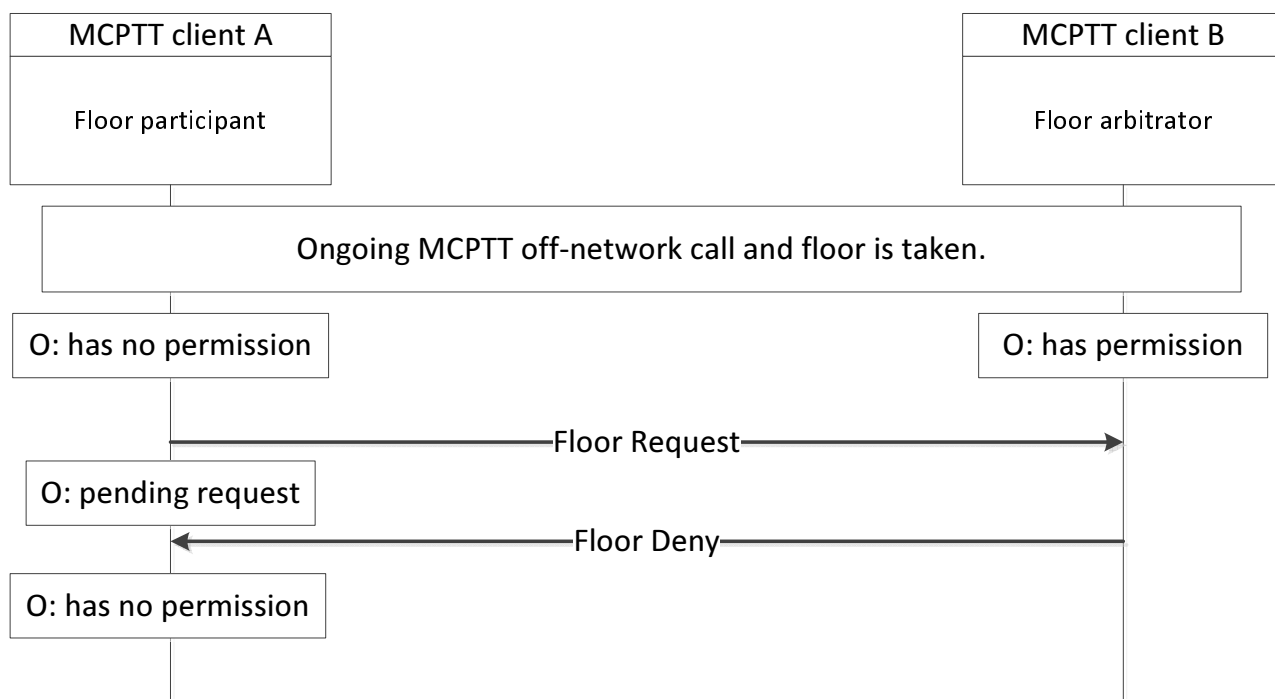 MCPTT client A
MCPTT client B
Floor participant
Floor arbitrator
Ongoing MCPTT off-network call and floor is taken.
O: has no permission
O: has permission
Floor Request
O: pending request
Floor Deny
O: has no permission